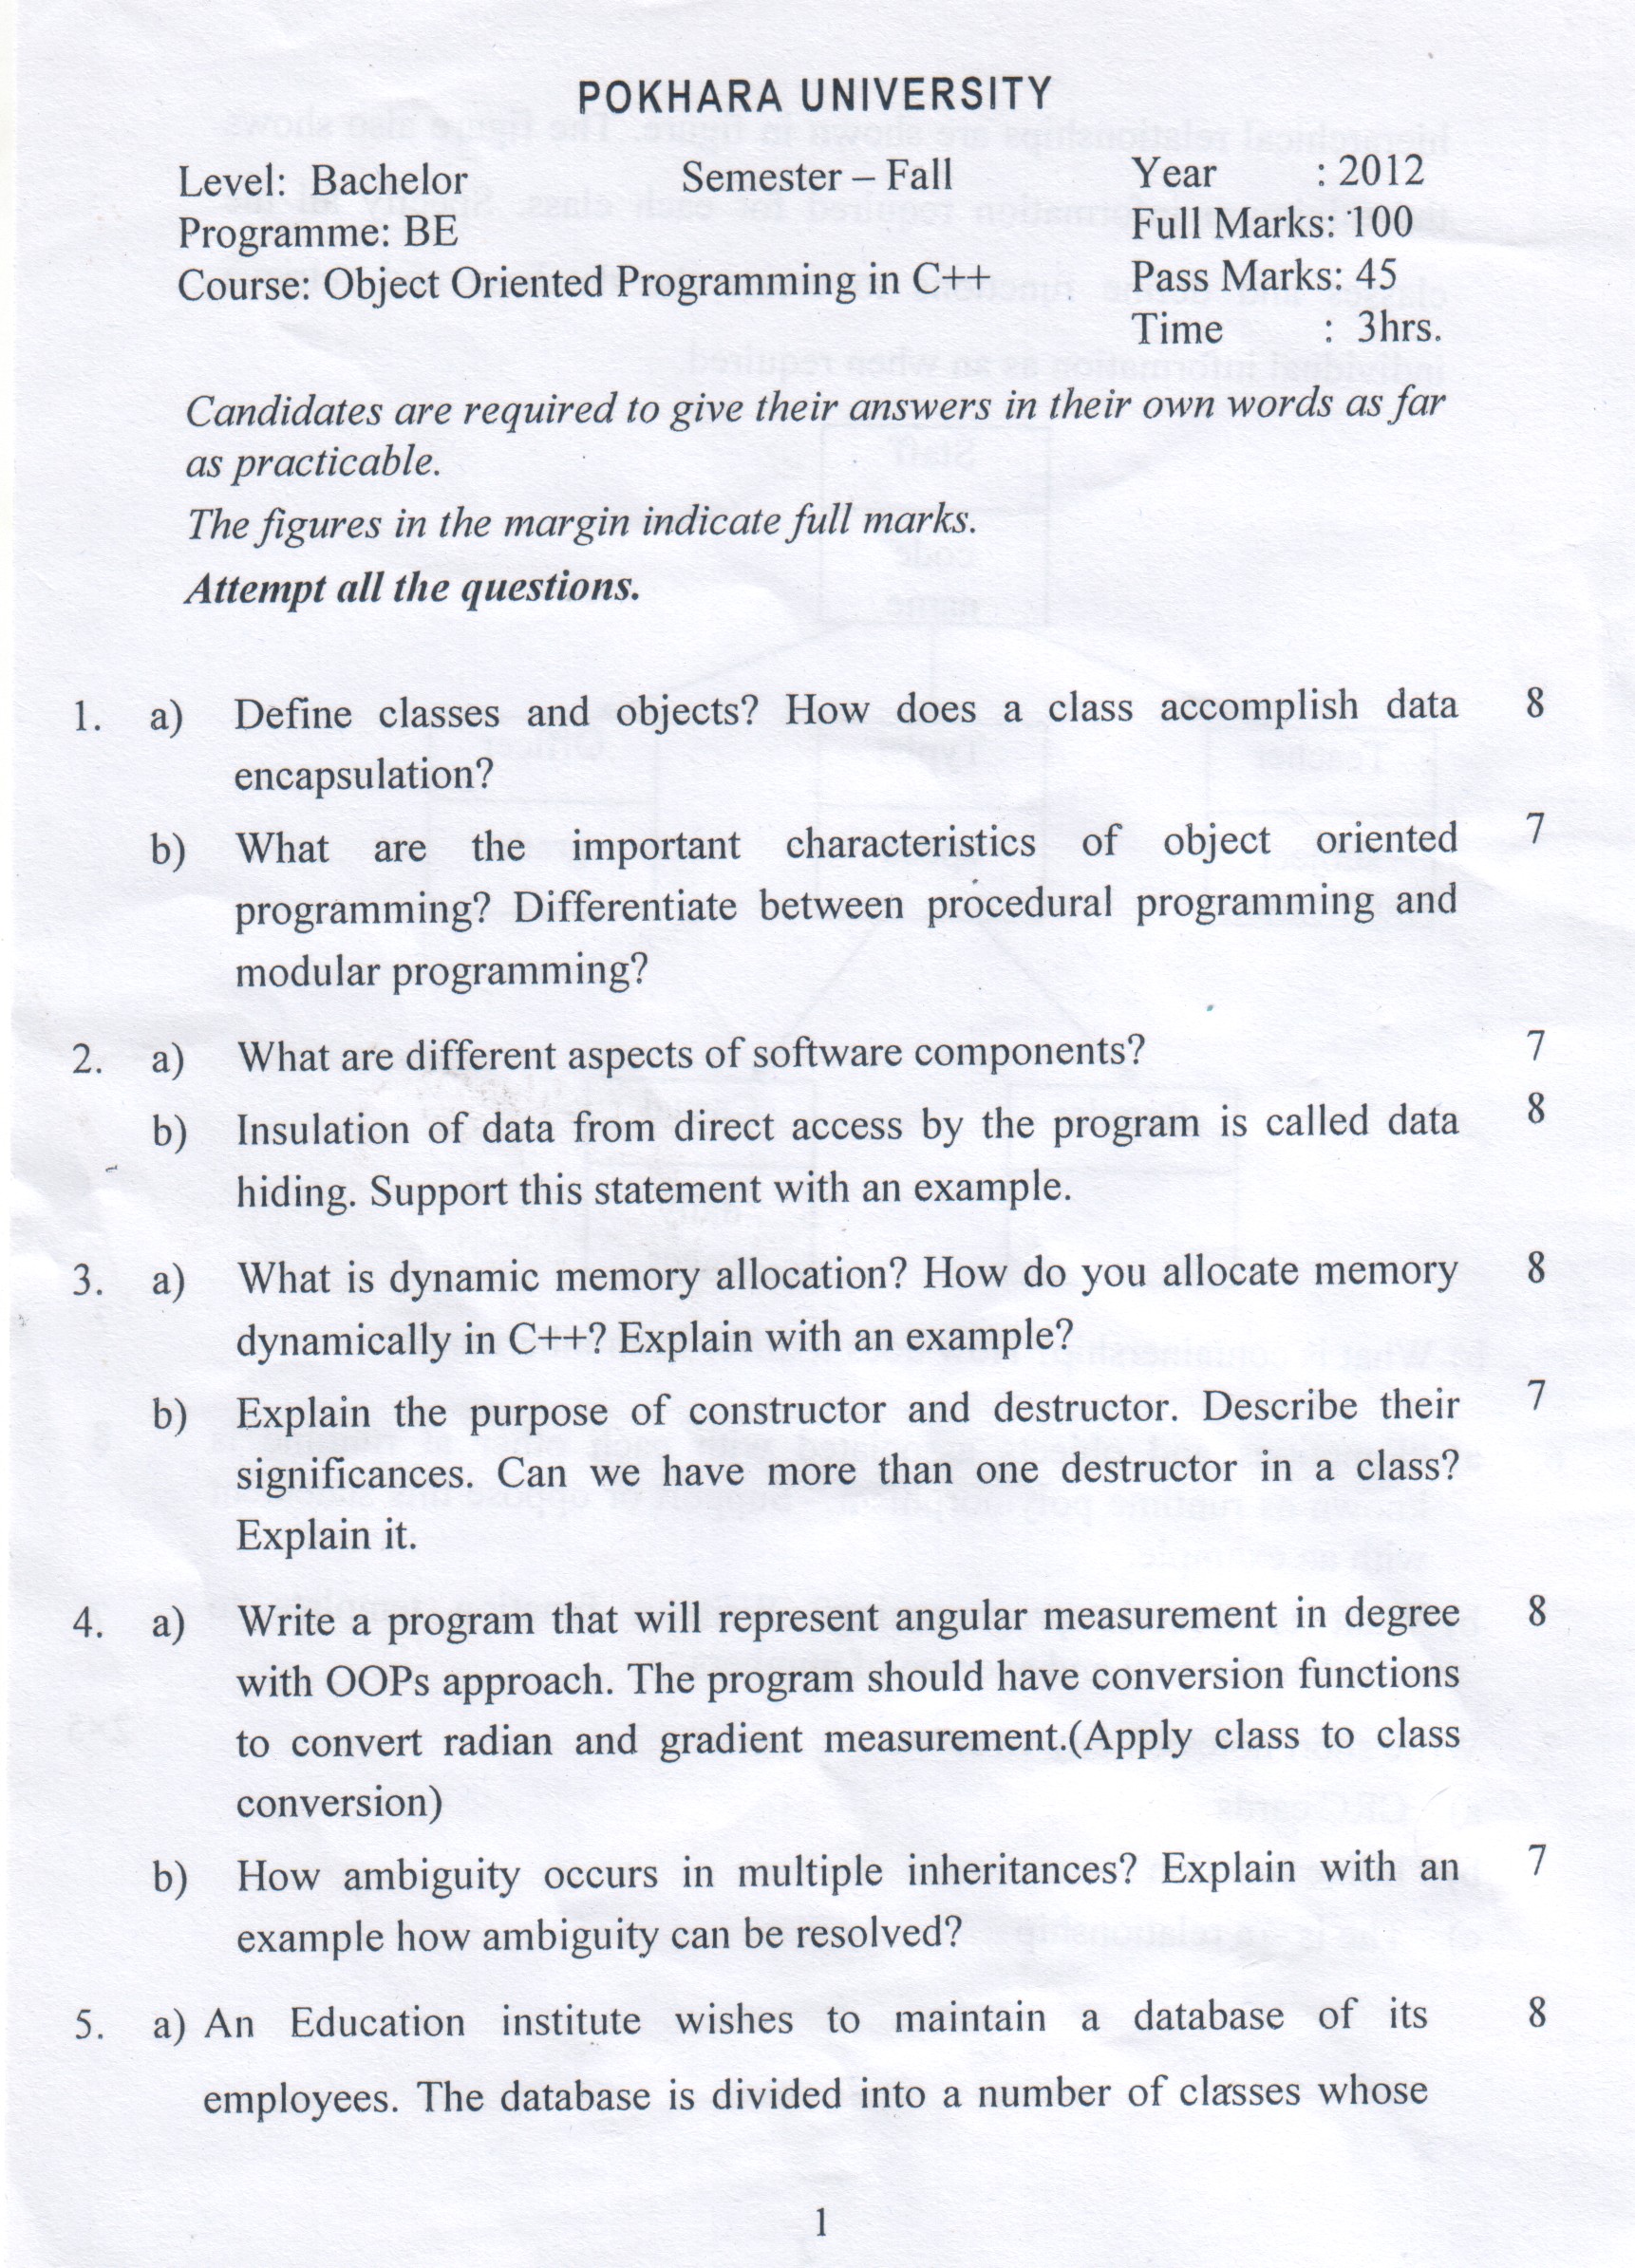 POKHARA UNIVERSITY
Level: Bachelor Semester – Fall Year : 2012
Programme: BE Full Marks: 100
Course: Object Oriented Programming in C++ Pass Marks: 45
Time : 3hrs.
Candidates are required to give their answers in their own words as far
as practicable.
The figures in the margin indicate full marks.
Attempt all the questions.
1. a) Define classes and objects? How does a class accomplish data 8
encapsulation?
b) What are the important characteristics of object oriented 7
programming? Differentiate between procedural programming and
modular programming?
2. a) What are different aspects of software components? 7
b) Insulation of data from direct access by the program is called data 8
hiding. Support this statement with an example.
3. a) What is dynamic memory allocation? How do you allocate memory 8
dynamically in C++? Explain with an example?
b) Explain the purpose of constructor and destructor. Describe their 7
significances. Can we have more than one destructor in a class?
Explain it.
4. a) Write a program that will represent angular measurement in degree 8
with OOPs approach. The program should have conversion functions
to convert radian and gradient measurement.(Apply class to class
conversion)
b) How ambiguity occurs in multiple inheritances? Explain with an 7
example how ambiguity can be resolved?
5. a) An Education institute wishes to maintain a database of its 8
employees. The database is divided into a number of classes whose
1